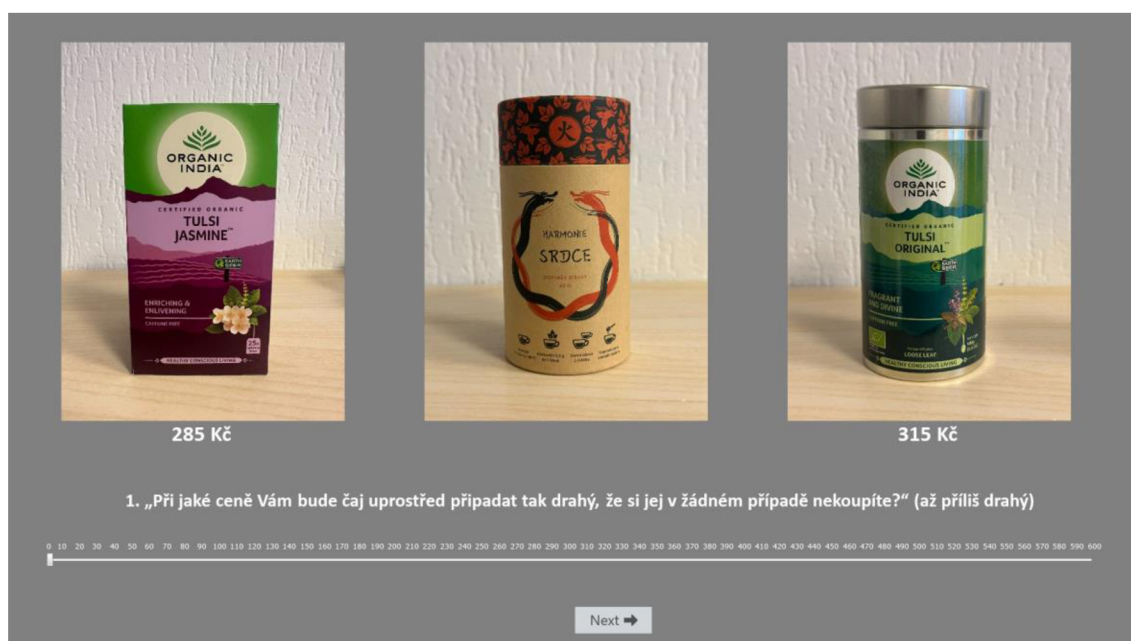 ORGANIC
INDIA
CERTIFIED ORGANIC
TULSI
JASMINE™
ENRICHING &
ENLIVENING
CAFFEINE FREE
25
HEALTHY CONSCIOUS LIVING
火
HARMONIE
SRDCE
ORGANIC
INDIA
CERTIFIED ORGANIC
TULSI
ORIGINAL™
FRAGRANT
AND DIVINE
CAFFEINE FREE
LOOSE LEAF
HEALTHY CONSCIOUS LIVING
285 Kč
315 Kč
1. „Při jaké ceně Vám bude čaj uprostřed připadat tak drahý, že si jej v žádném případě nekoupíte?“ (až příliš drahý)
0 10 20 30 40 50 60 70 80 90 100 110 120 130 140 150 160 170 180 190 200 210 220 230 240 250 260 270 280 290 300 310 320 330 340 350 360 370 380 390 400 410 420 430 440 450 460 470 480 490 500 510 520 530 540 550 560 570 580 590 600
Next